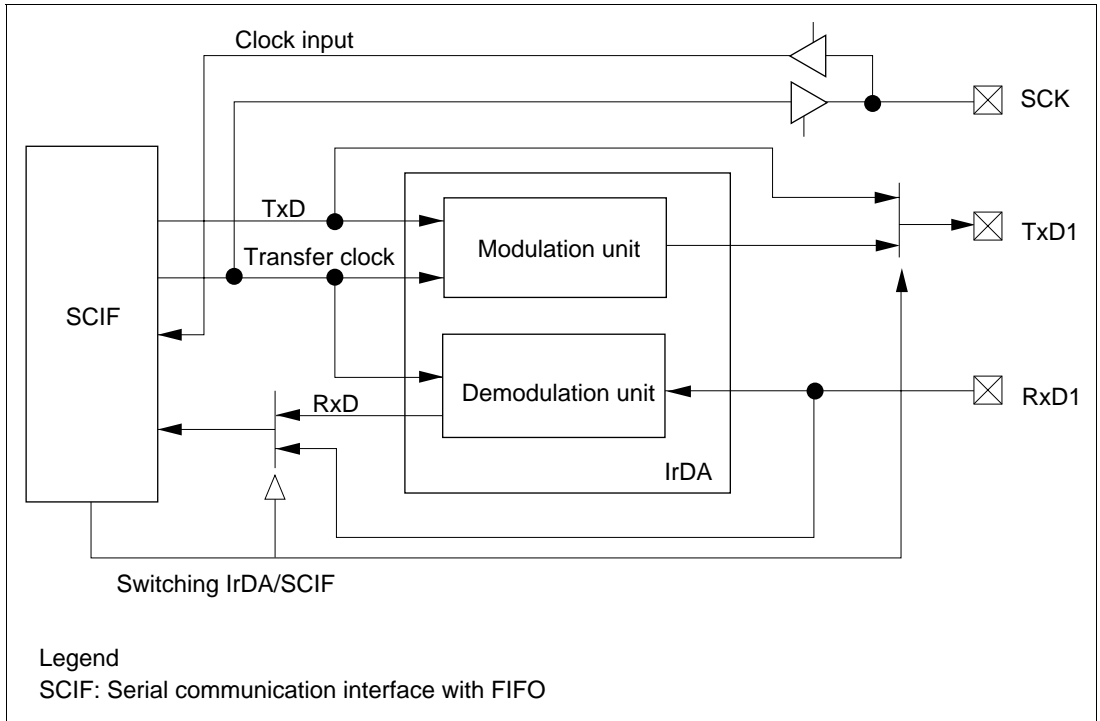 Clock input
SCK
TxD
TxD1
Modulation unit
Transfer clock
SCIF
Demodulation unit
RxD
RxD1
IrDA
Switching IrDA/SCIF
Legend
SCIF: Serial communication interface with FIFO